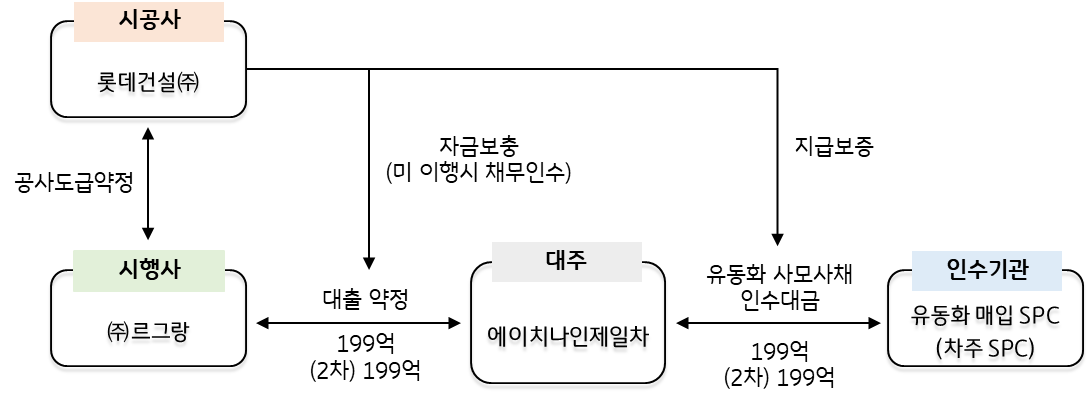 시공사
롯데건설㈜
자금보충
(미 이행시 채무인수)
지급보증
공사도급약정
시행사
㈜르그랑
대출 약정
199억
(2차) 199억
대주
에이치나인제일차
유동화 사모사채
인수대금
199억
(2차) 199억
인수기관
유동화 매입 SPC
(차주 SPC)